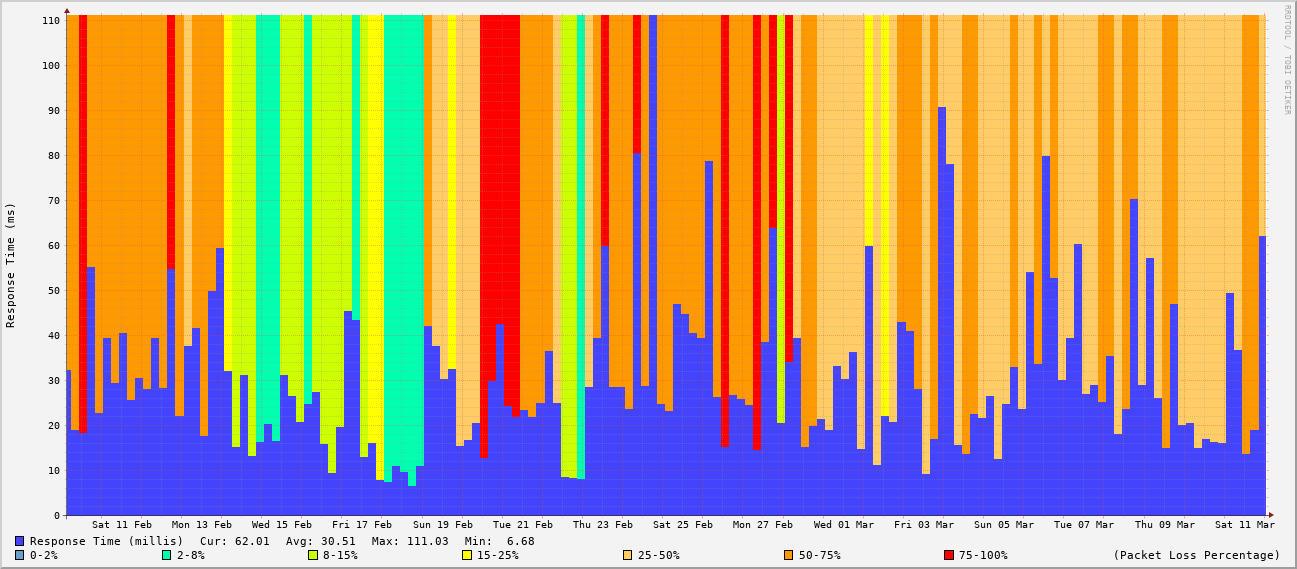 RRDTOOL / TOBI OETIKER
Response Time (ms)
110
100
90
80
70
60
50
40
30
20
10
0
Sat 11 Feb Mon 13 Feb Wed 15 Feb Fri 17 Feb Sun 19 Feb Tue 21 Feb Thu 23 Feb Sat 25 Feb Mon 27 Feb Wed 01 Mar Fri 03 Mar Sun 05 Mar Tue 07 Mar Thu 09 Mar Sat 11 Mar
Response Time (millis) Cur: 62.01 Avg: 30.51 Max: 111.03 Min: 6.68
0-2% 2-8% 8-15% 15-25% 25-50% 50-75% 75-100% (Packet Loss Percentage)